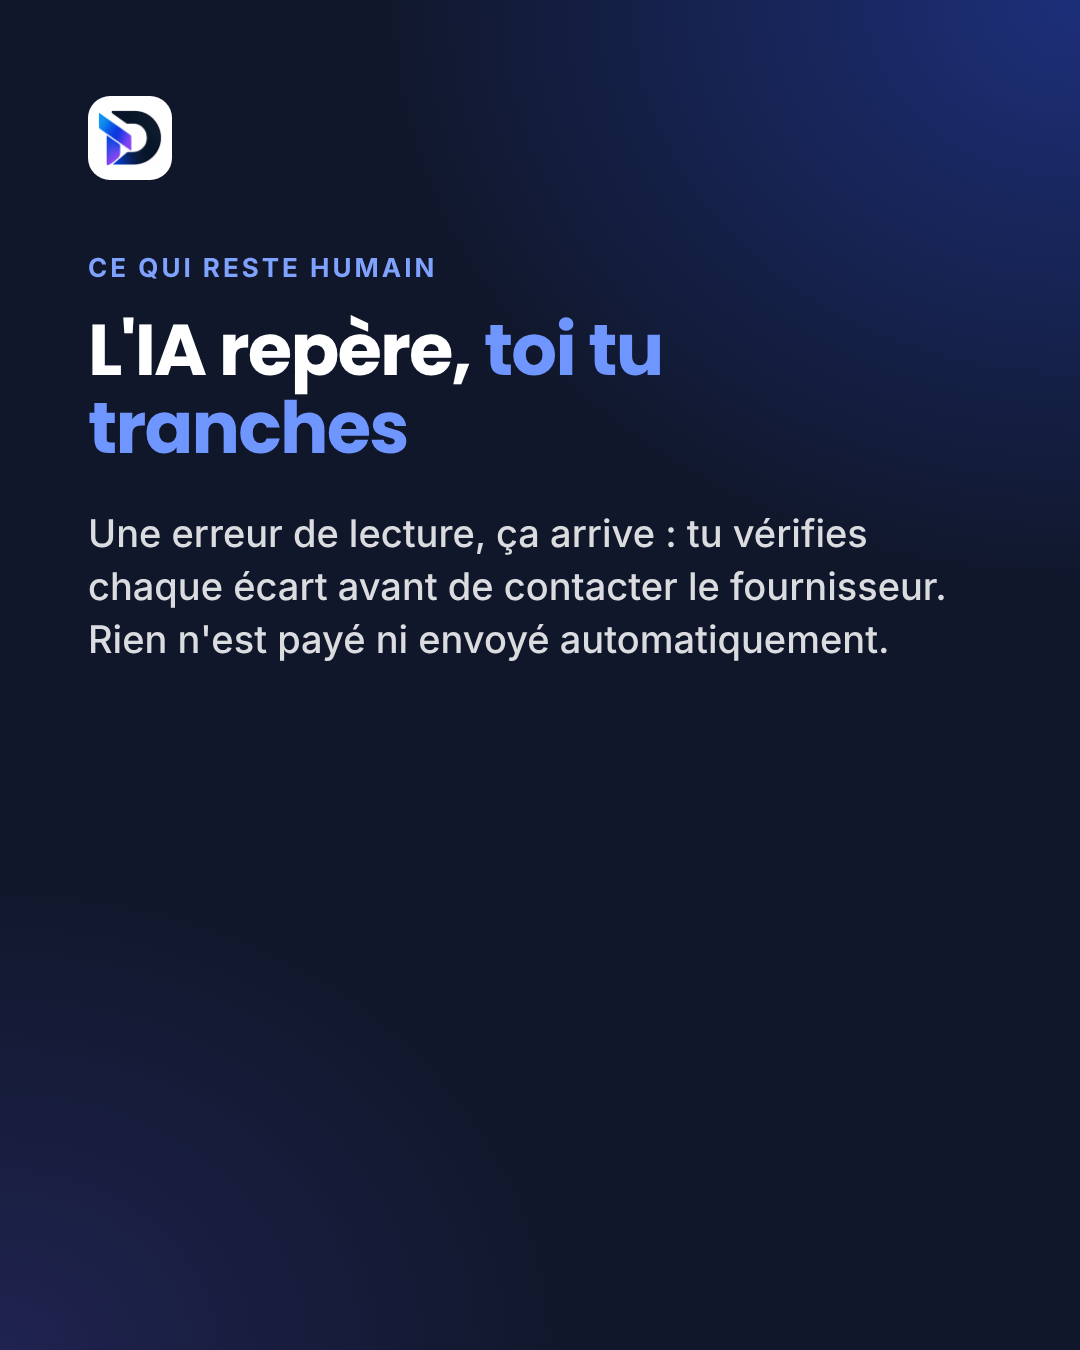 CE QUI RESTE HUMAIN
L'IA repère, toi tu
tranches
Une erreur de lecture, ça arrive : tu vérifies
chaque écart avant de contacter le fournisseur.
Rien n'est payé ni envoyé automatiquement.